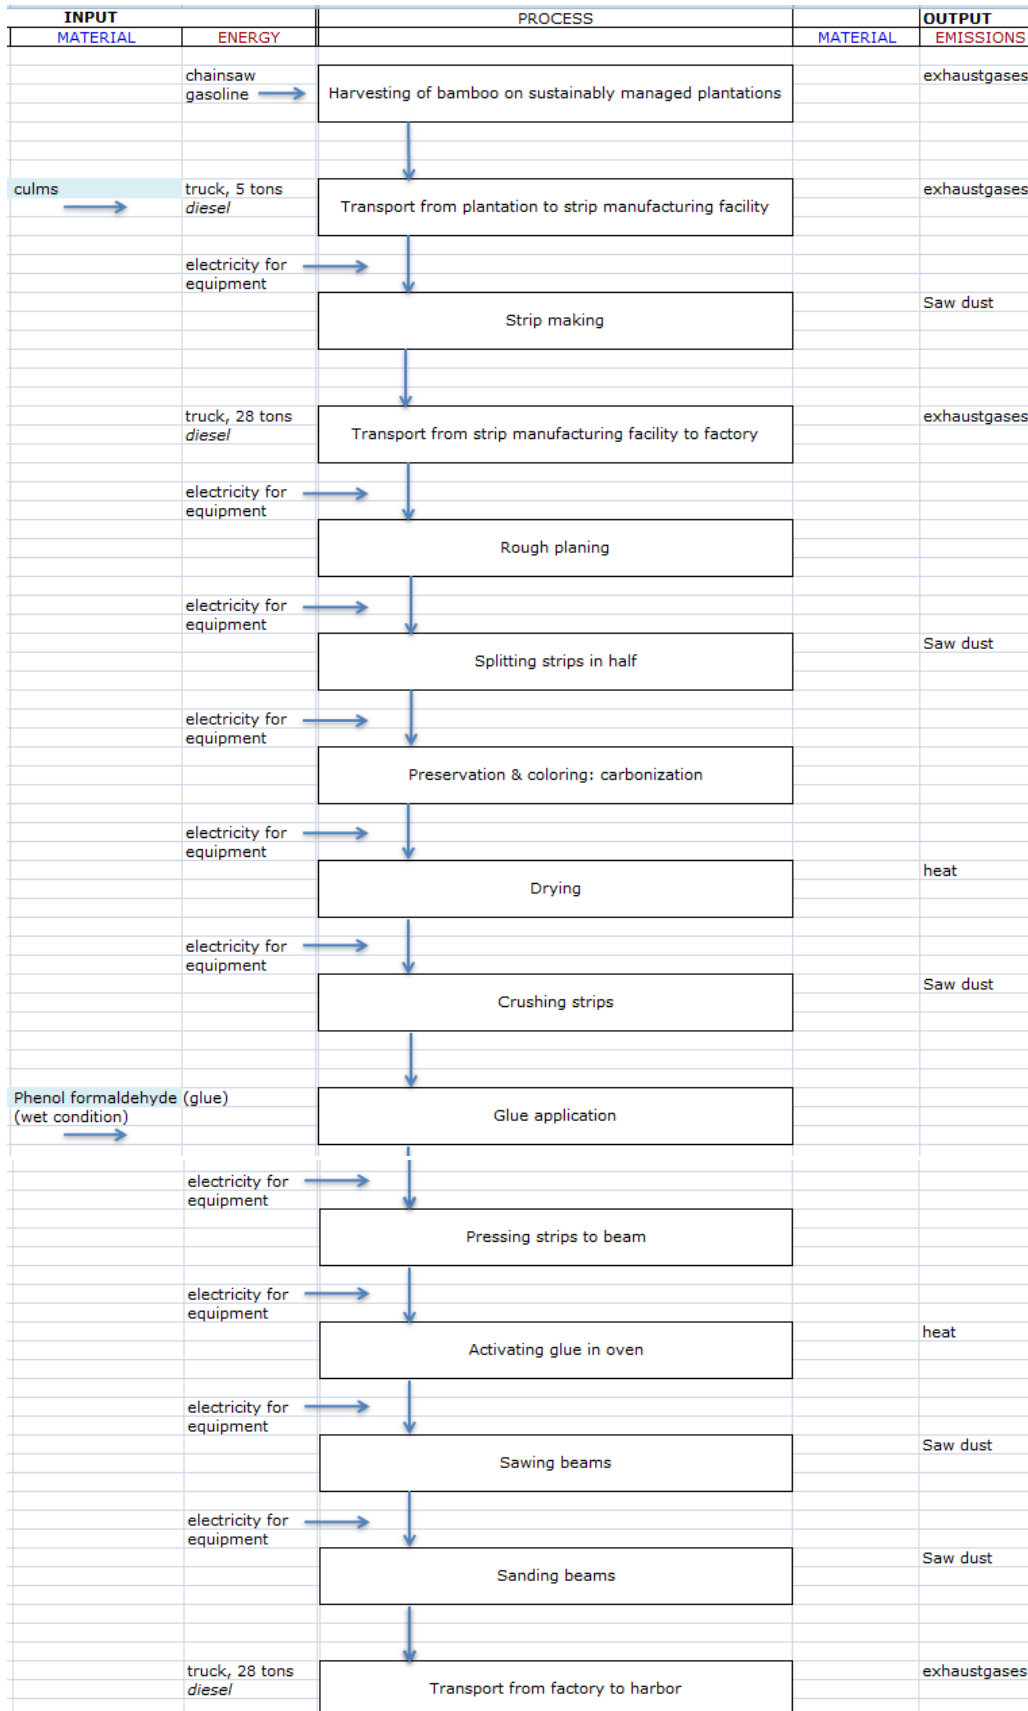 INPUT PROCESS OUTPUT
MATERIAL ENERGY MATERIAL EMISSIONS
chainsaw exhaustgases
gasoline Harvesting of bamboo on sustainably managed plantations
culms truck, 5 tons exhaustgases
diesel Transport from plantation to strip manufacturing facility
electricity for
equipment
Saw dust
Strip making
truck, 28 tons exhaustgases
diesel Transport from strip manufacturing facility to factory
electricity for
equipment
Rough planing
electricity for
equipment
Saw dust
Splitting strips in half
electricity for
equipment
Preservation & coloring: carbonization
electricity for
equipment
heat
Drying
electricity for
equipment
Saw dust
Crushing strips
Phenol formaldehyde (glue)
(wet condition) Glue application
electricity for
equipment
Pressing strips to beam
electricity for
equipment
heat
Activating glue in oven
electricity for
equipment
Saw dust
Sawing beams
electricity for
equipment
Saw dust
Sanding beams
truck, 28 tons exhaustgases
diesel Transport from factory to harbor